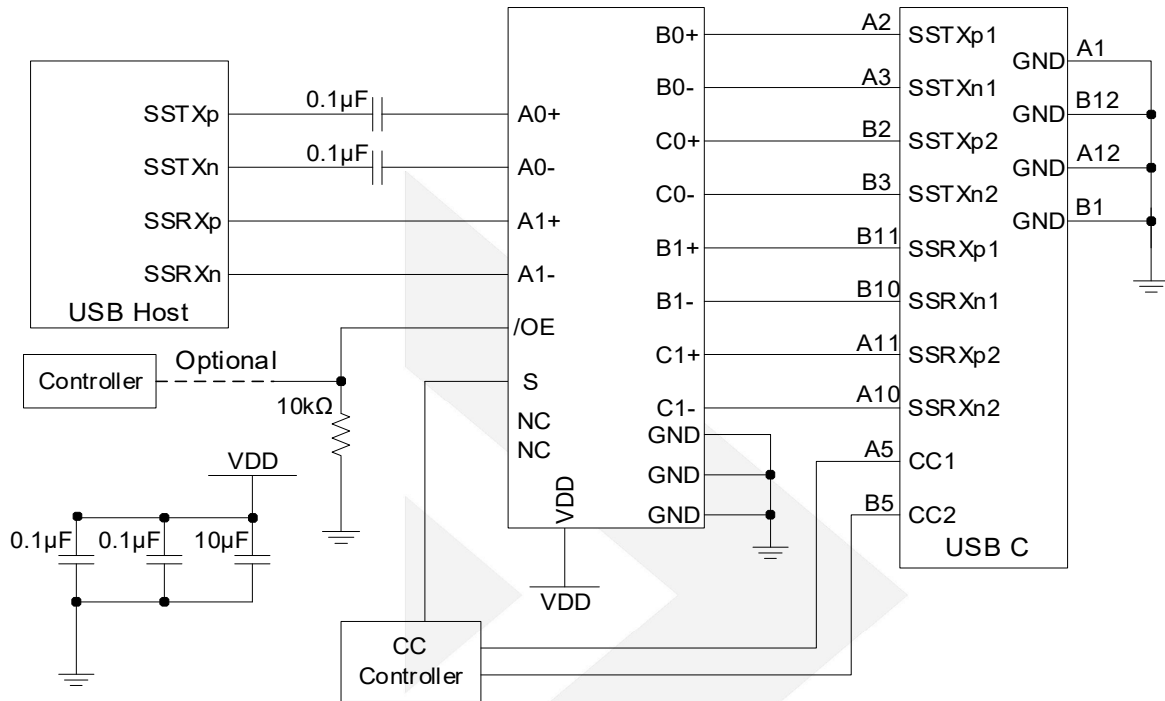 SSTXp
SSTXn
SSRXp
SSRXn
USB Host
0.1µF
0.1µF
A0+
A0-
A1+
A1-
/OE
S
NC
NC
VDD
VDD
B0+
B0-
C0+
C0-
B1+
B1-
C1+
C1-
GND
GND
GND
A2
A3
B2
B3
B11
B10
A11
A10
A5
B5
SSTXp1
SSTXn1
SSTXp2
SSTXn2
SSRXp1
SSRXn1
SSRXp2
SSRXn2
CC1
CC2
USB C
GND
GND
GND
GND
A1
B12
A12
B1
Controller
Optional
10kΩ
VDD
0.1µF
0.1µF
10µF
CC
Controller